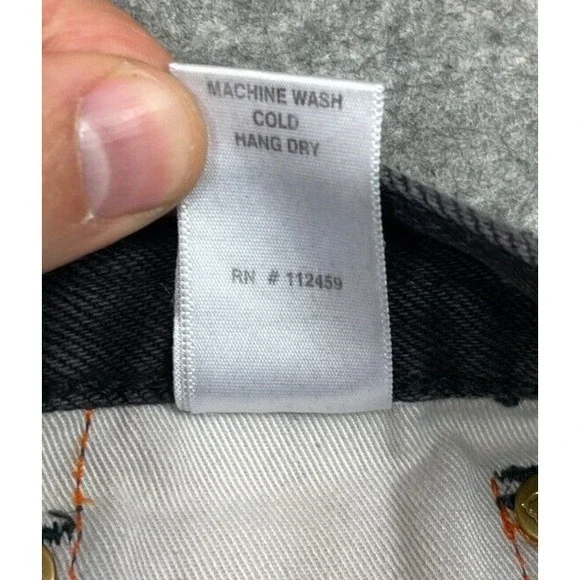 MACHINE WASH
COLD
HANG DRY
RN # 112459